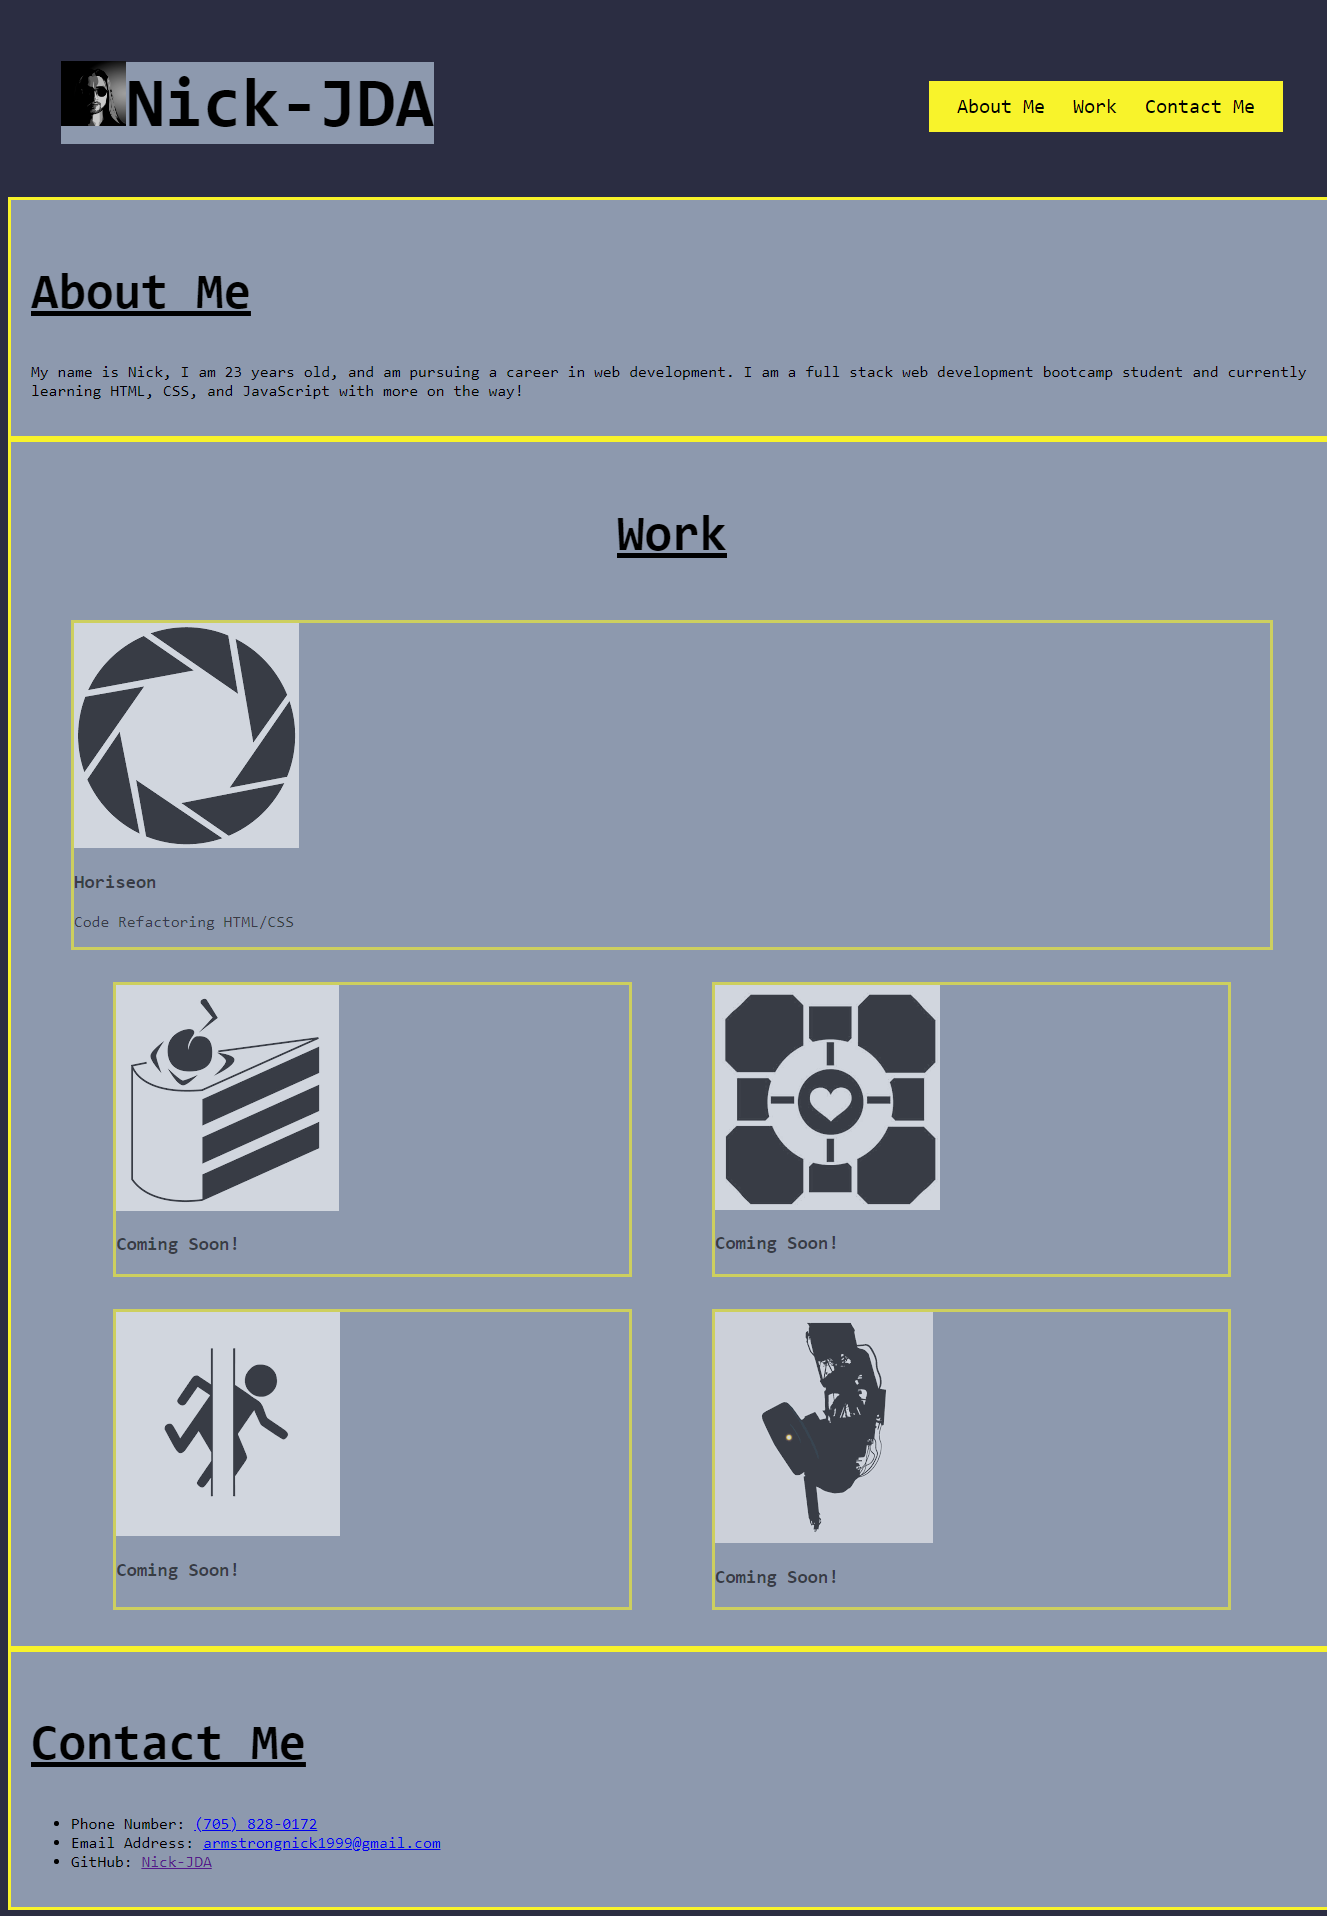 Nick-JDA
About Me Work Contact Me
About Me
My name is Nick, I am 23 years old, and am pursuing a career in web development. I am a full stack web development bootcamp student and currently
learning HTML, CSS, and JavaScript with more on the way!
Work
Horiseon
Code Refactoring HTML/CSS
Coming Soon!
Coming Soon!
Coming Soon!
Coming Soon!
Contact Me
• Phone Number: (705) 828-0172
• Email Address: armstrongnick1999@gmail.com
• GitHub: Nick-JDA